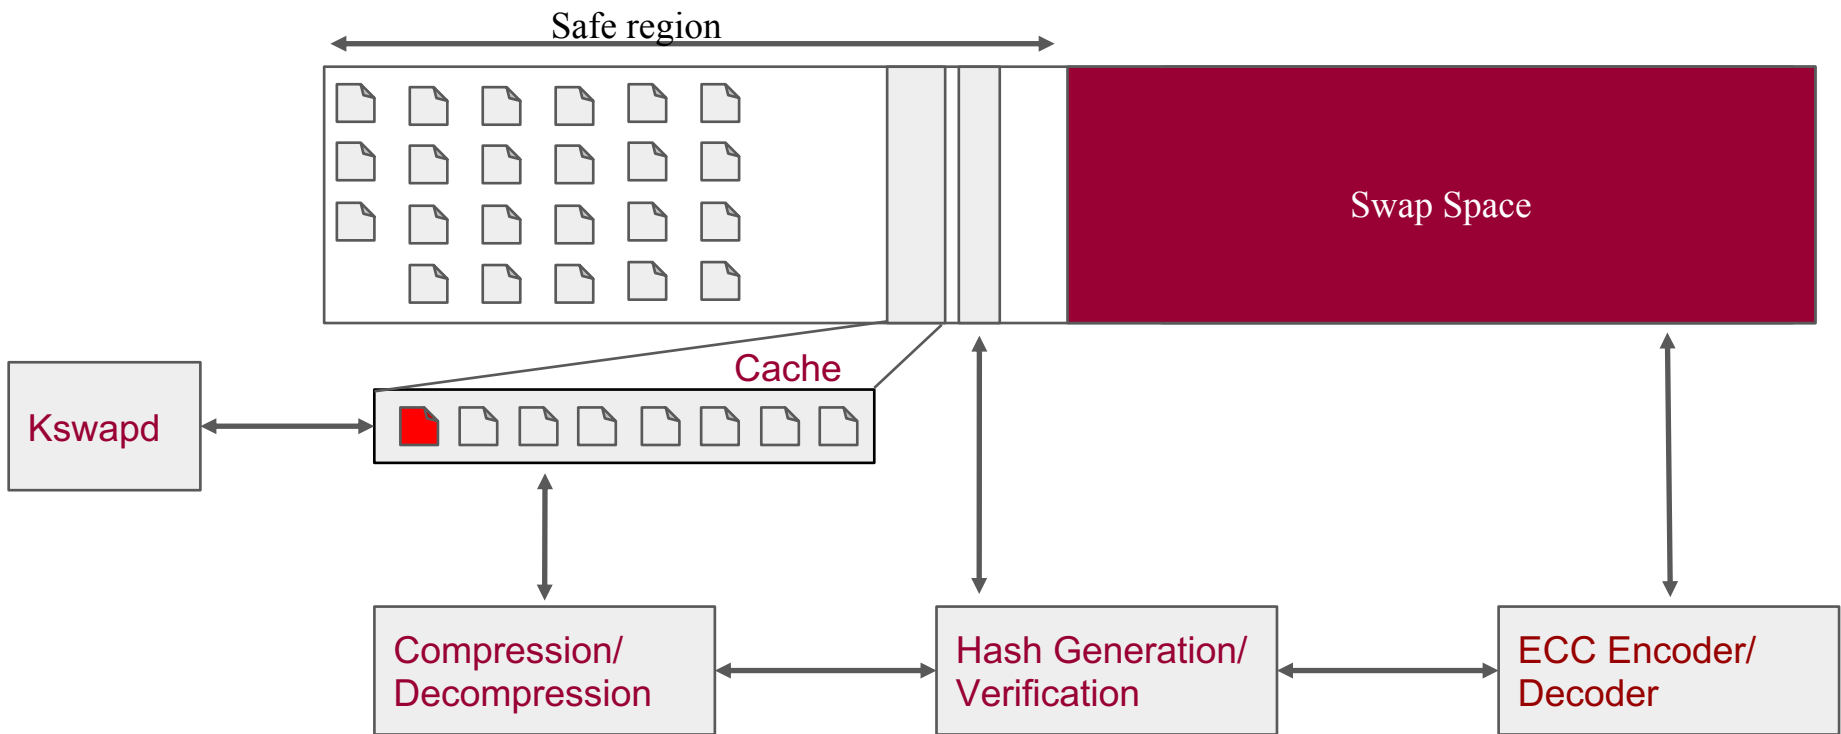 Safe region
Swap Space
Cache
Kswapd
Compression/
Decompression
Hash Generation/
Verification
ECC Encoder/
Decoder